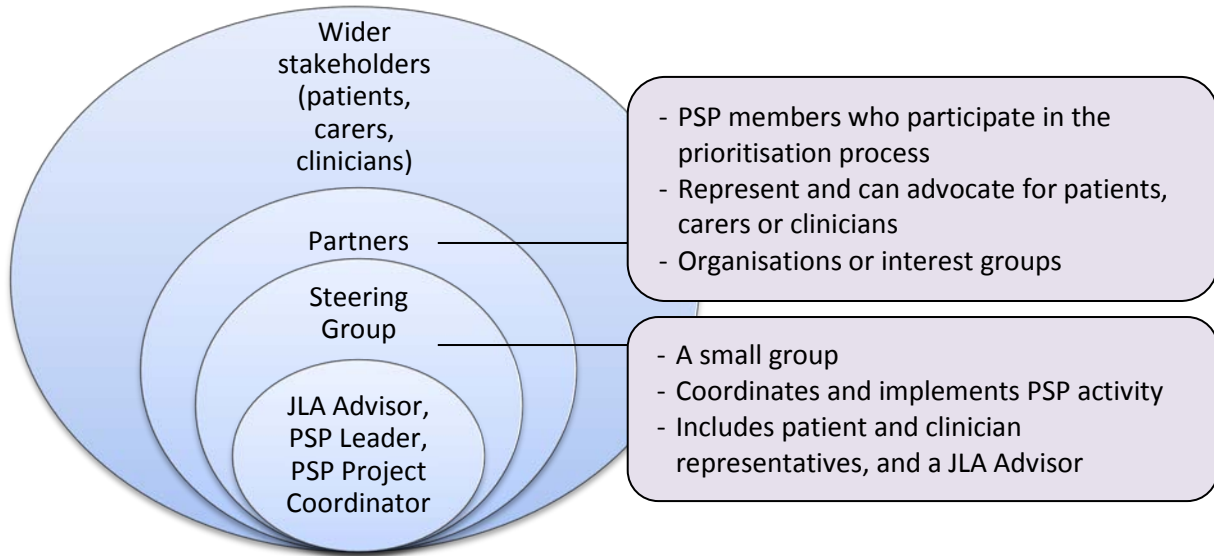 Wider
stakeholders
(patients,
carers,
clinicians)
Partners
Steering
Group
JLA Advisor,
PSP Leader,
PSP Project
Coordinator
- PSP members who participate in the
prioritisation process
- Represent and can advocate for patients,
carers or clinicians
- Organisations or interest groups
- A small group
- Coordinates and implements PSP activity
- Includes patient and clinician
representatives, and a JLA Advisor